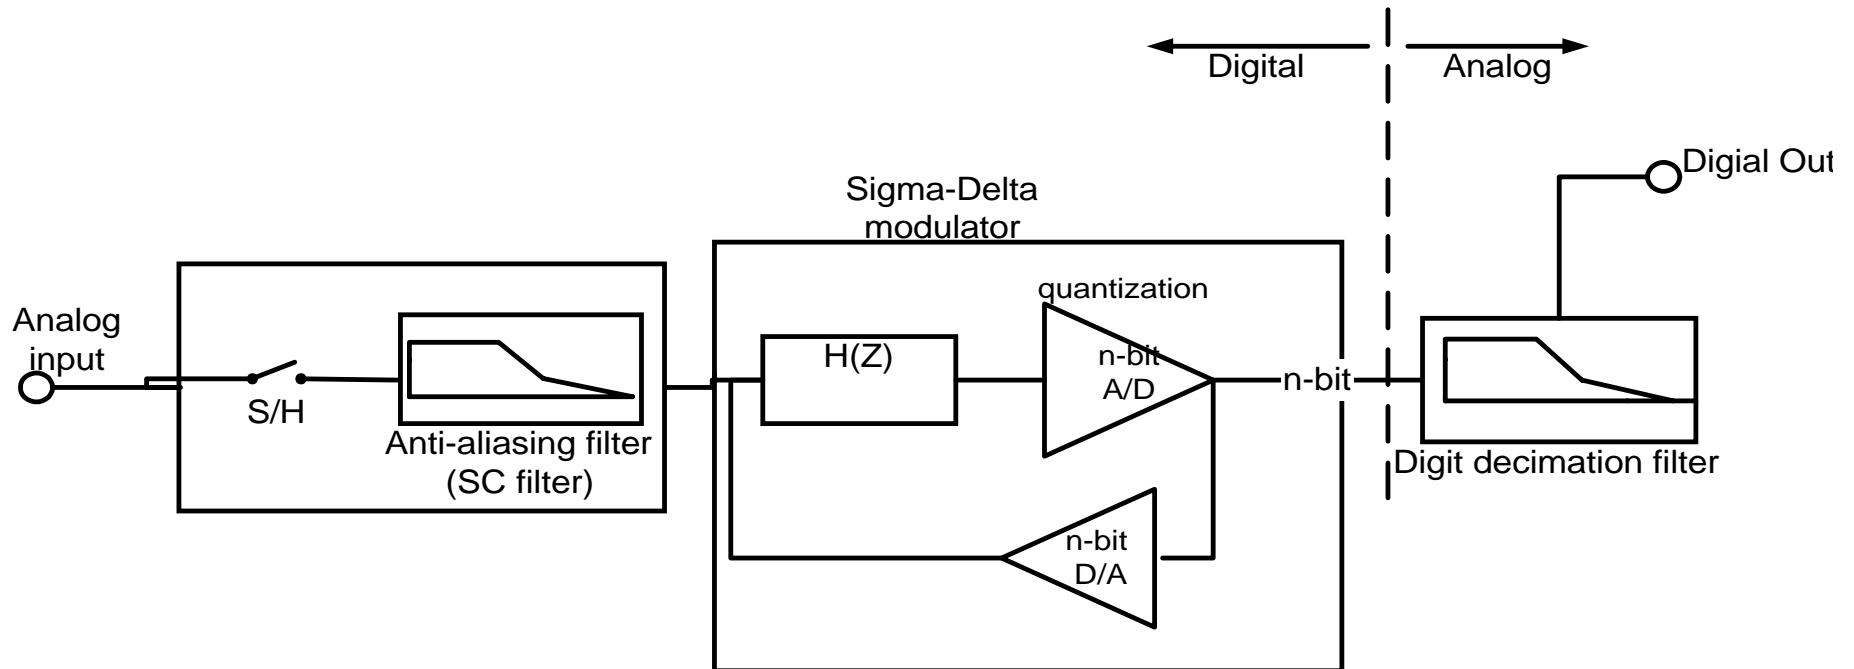 Digital
Analog
Digial Out
Sigma-Delta
modulator
quantization
Analog
input
H(Z)
n-bit
A/D
n-bit
S/H
Anti-aliasing filter
(SC filter)
Digit decimation filter
n-bit
D/A